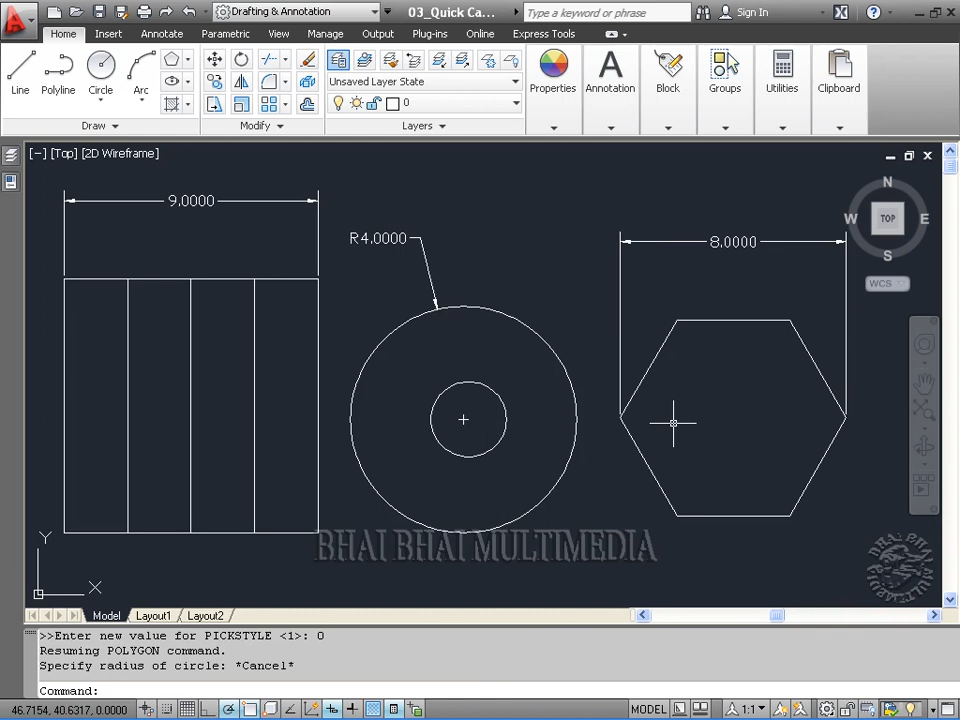 Drafting & Annotation
03_Quick Ca...
Type a keyword or phrase
Sign In
Home Insert Annotate Parametric View Manage Output Plug-ins Online Express Tools
Line Polyline Circle Arc
Unsaved Layer State
0
Properties Annotation Block Groups Utilities Clipboard
Draw Modify Layers
[−] [Top] [2D Wireframe]
9.0000
R4.0000
8.0000
N
W TOP E
S
WCS
BHAI BHAI MULTIMEDIA
Y
X
Model Layout1 Layout2
>>Enter new value for PICKSTYLE <1>: 0
Resuming POLYGON command.
Specify radius of circle: *Cancel*
Command:
46.7154, 40.6317, 0.0000
MODEL
1:1